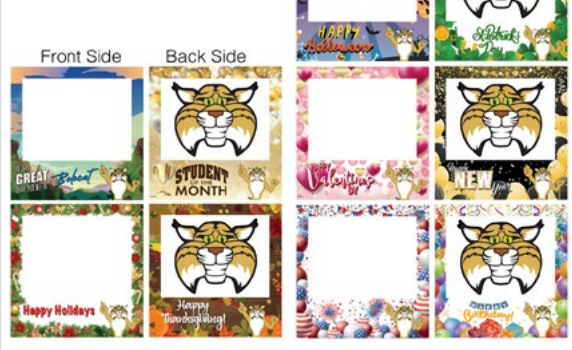 HAPPY
Halloween
St. Patrick's
Day
Front Side Back Side
GREAT
Bobcat
STUDENT
OF THE
MONTH
Happy
Valentine's
NEW
Year
Happy Holidays
Happy
Thanksgiving!
HAPPY
Birthday!